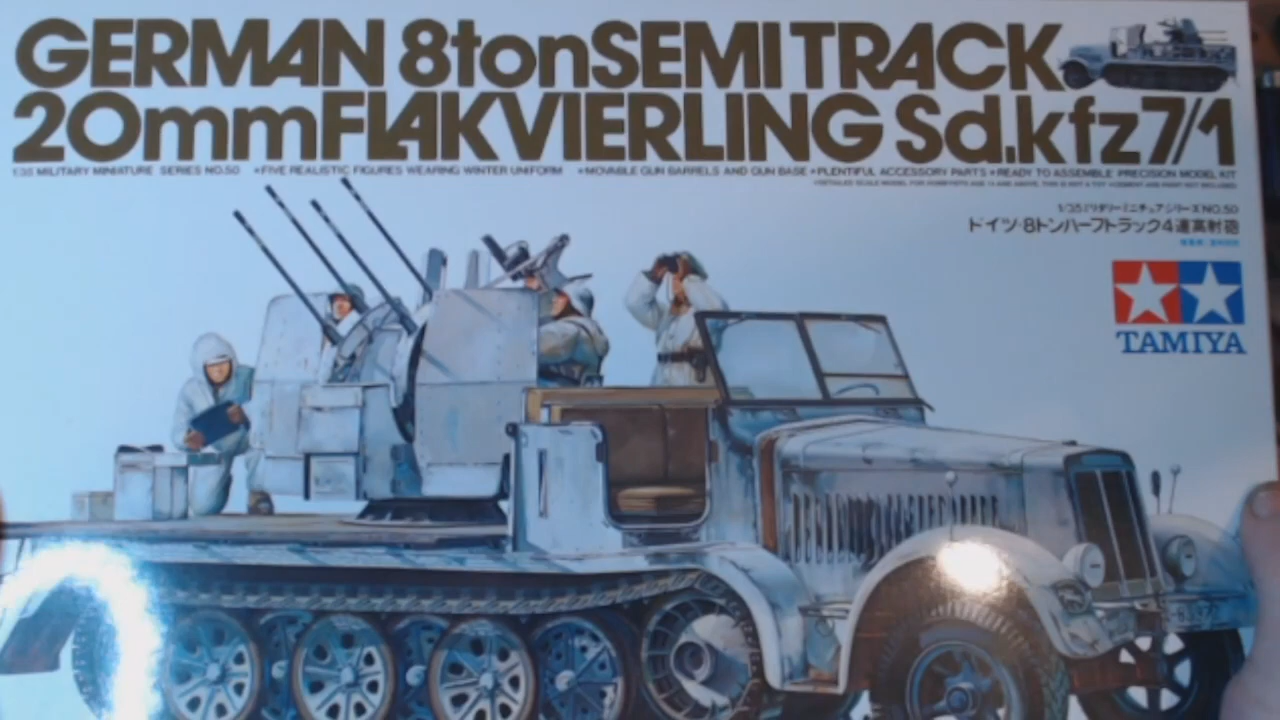 GERMAN 8tonSEMITRACK
20mmFLAKVIERLING Sd.kfz7/1
1/35 MILITARY MINIATURE SERIES NO.50 •FIVE REALISTIC FIGURES WEARING WINTER UNIFORM •MOVABLE GUN BARRELS AND GUN BASE •PLENTIFUL ACCESSORY PARTS •READY TO ASSEMBLE PRECISION MODEL KIT
1/35ミリタリーミニチュアシリーズNO.50
ドイツ・8トンハーフトラック4連高射砲
TAMIYA